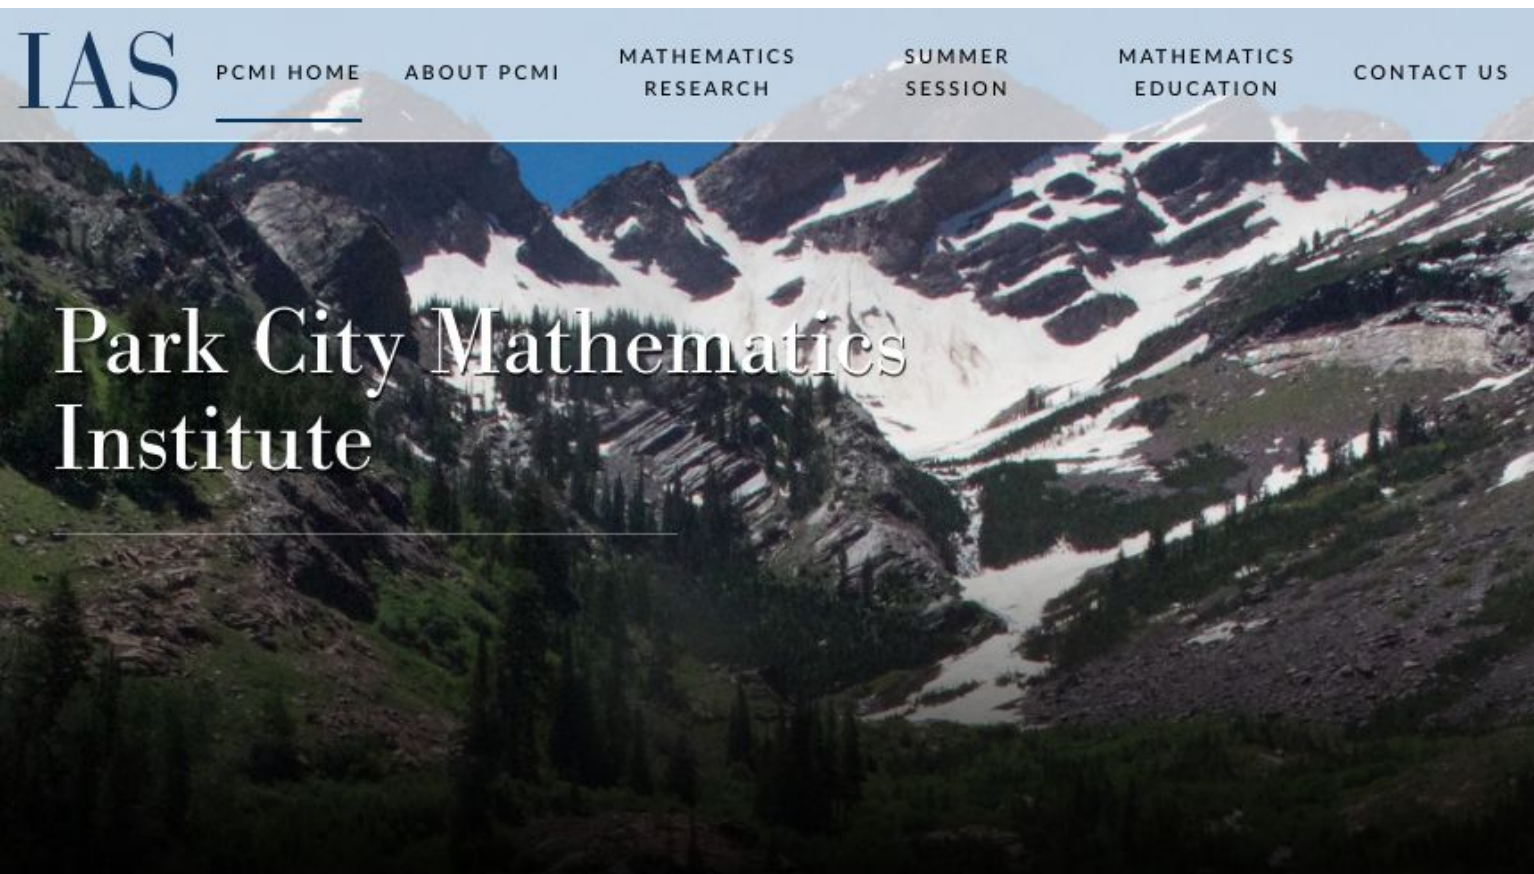 IAS
PCMI HOME
ABOUT PCMI
MATHEMATICS
RESEARCH
SUMMER
SESSION
MATHEMATICS
EDUCATION
CONTACT US
Park City Mathematics
Institute